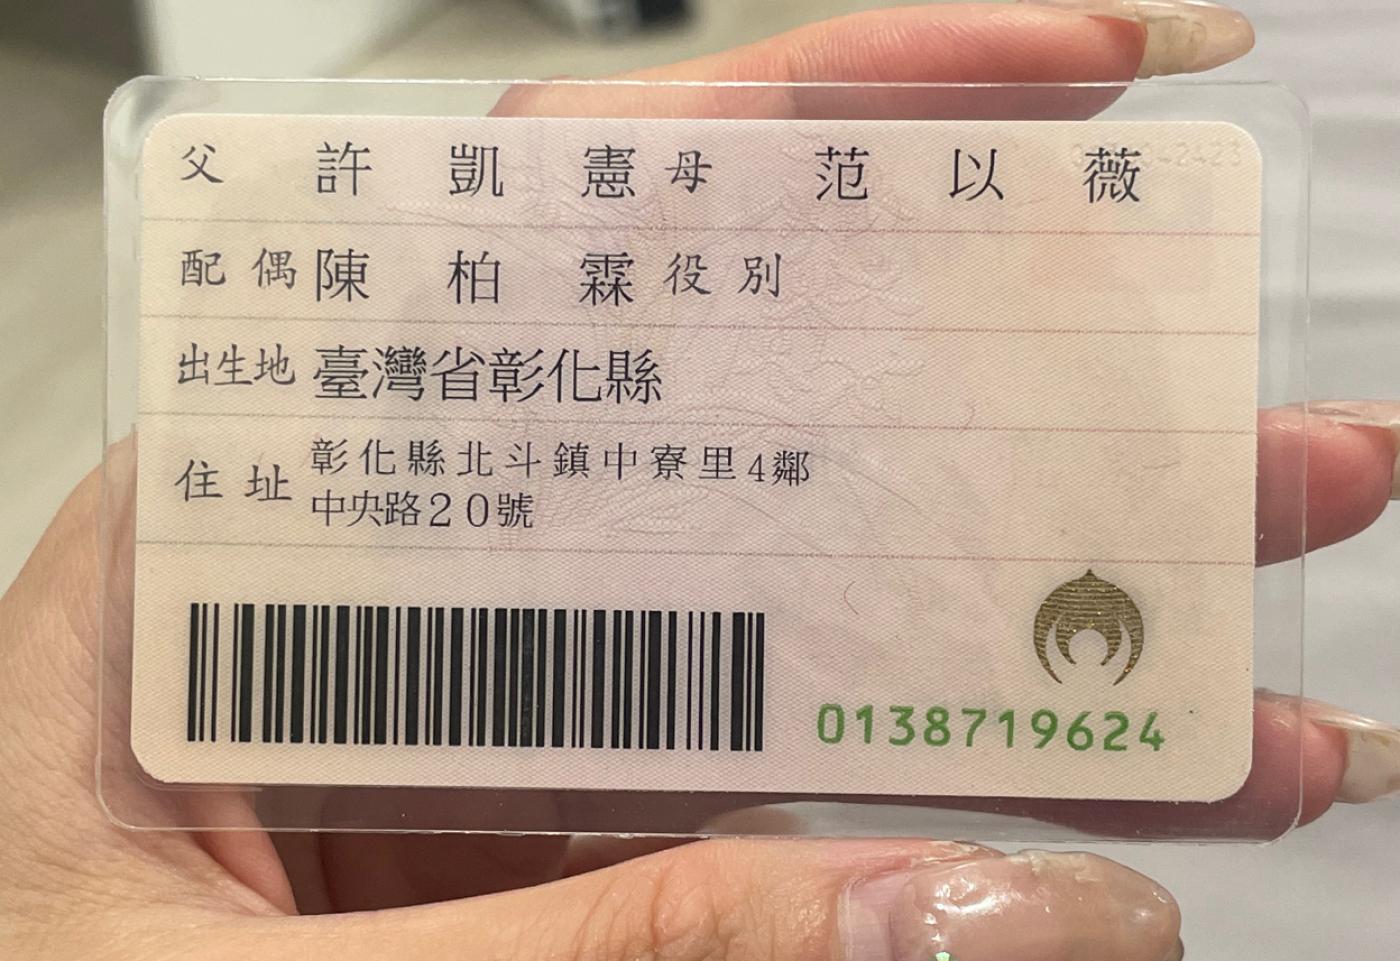 父 許凱憲 母 范以薇
配偶 陳柏霖 役別
出生地 臺灣省彰化縣
住址 彰化縣北斗鎮中寮里4鄰
中央路20號
0138719624